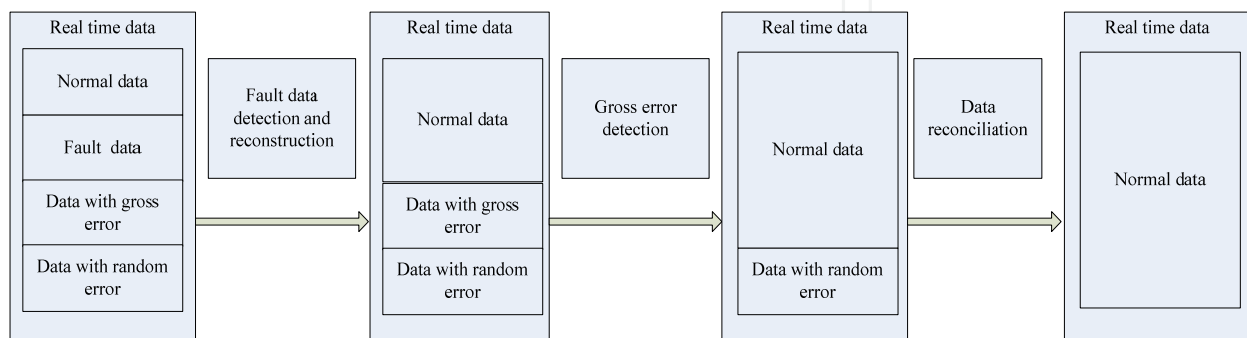 Real time data
Normal data
Fault data
Data with gross
error
Data with random
error
Fault data
detection and
reconstruction
Real time data
Normal data
Data with gross
error
Data with random
error
Gross error
detection
Real time data
Normal data
Data with random
error
Data
reconciliation
Real time data
Normal data